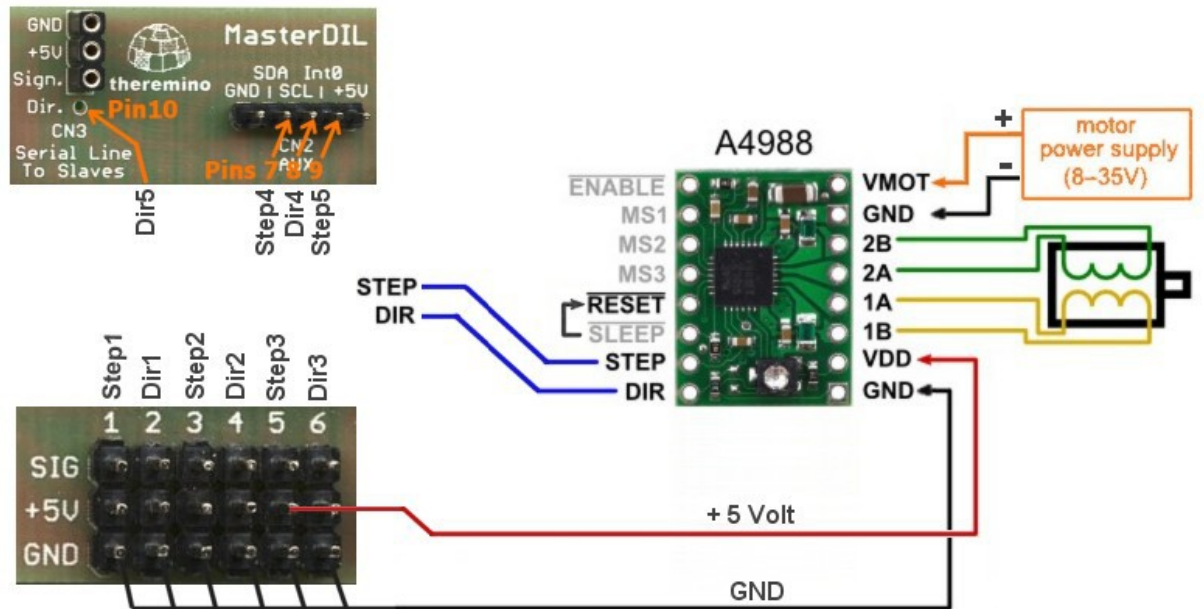 GND
+5V
Sign.
Dir.
Pin10
CN3
Serial Line
To Slaves
theremino
MasterDIL
SDA Int0
GND | SCL | +5V
CN2
AUX
Pins 7 8 9
Dir5
Step4
Dir4
Step5
A4988
ENABLE
MS1
MS2
MS3
RESET
SLEEP
STEP
DIR
STEP
DIR
VMOT
GND
2B
2A
1A
1B
VDD
GND
+
-
motor
power supply
(8–35V)
Step1
Dir1
Step2
Dir2
Step3
Dir3
1 2 3 4 5 6
SIG
+5V
GND
+ 5 Volt
GND